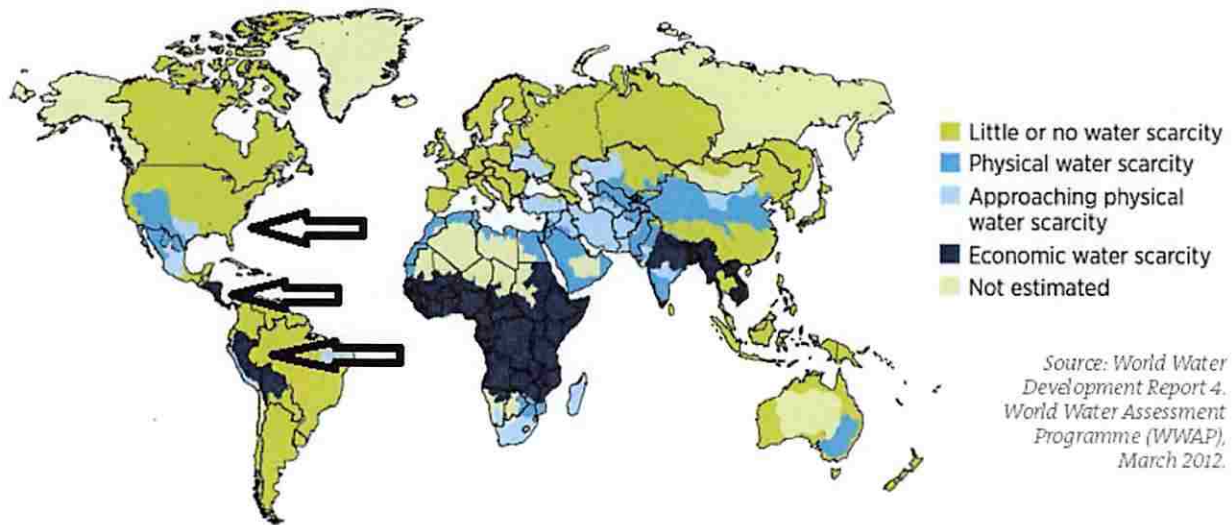 Little or no water scarcity
Physical water scarcity
Approaching physical
water scarcity
Economic water scarcity
Not estimated
Source: World Water
Development Report 4.
World Water Assessment
Programme (WWAP),
March 2012.